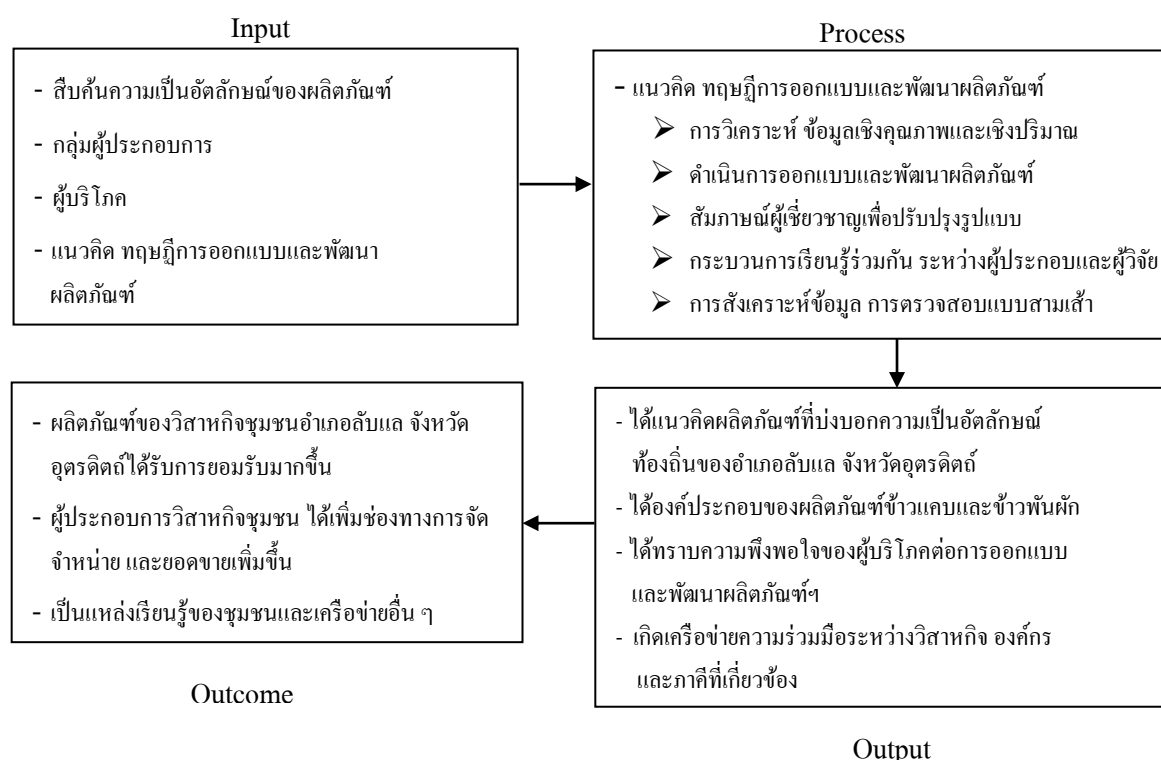 Input
- สืบค้นความเป็นอัตลักษณ์ของผลิตภัณฑ์
- กลุ่มผู้ประกอบการ
- ผู้บริโภค
- แนวคิด ทฤษฎีการออกแบบและพัฒนา
ผลิตภัณฑ์
Process
- แนวคิด ทฤษฎีการออกแบบและพัฒนาผลิตภัณฑ์
➢ การวิเคราะห์ ข้อมูลเชิงคุณภาพและเชิงปริมาณ
➢ ดำเนินการออกแบบและพัฒนาผลิตภัณฑ์
➢ สัมภาษณ์ผู้เชี่ยวชาญเพื่อปรับปรุงรูปแบบ
➢ กระบวนการเรียนรู้ร่วมกัน ระหว่างผู้ประกอบและผู้วิจัย
➢ การสังเคราะห์ข้อมูล การตรวจสอบแบบสามเส้า
- ได้แนวคิดผลิตภัณฑ์ที่บ่งบอกความเป็นอัตลักษณ์
ท้องถิ่นของอำเภอลับแล จังหวัดอุตรดิตถ์
- ได้องค์ประกอบของผลิตภัณฑ์ข้าวแคบและข้าวพันผัก
- ได้ทราบความพึงพอใจของผู้บริโภคต่อการออกแบบ
และพัฒนาผลิตภัณฑ์ฯ
- เกิดเครือข่ายความร่วมมือระหว่างวิสาหกิจ องค์กร
และภาคีที่เกี่ยวข้อง
Output
- ผลิตภัณฑ์ของวิสาหกิจชุมชนอำเภอลับแล จังหวัด
อุตรดิตถ์ได้รับการยอมรับมากขึ้น
- ผู้ประกอบการวิสาหกิจชุมชน ได้เพิ่มช่องทางการจัด
จำหน่าย และยอดขายเพิ่มขึ้น
- เป็นแหล่งเรียนรู้ของชุมชนและเครือข่ายอื่น ๆ
Outcome